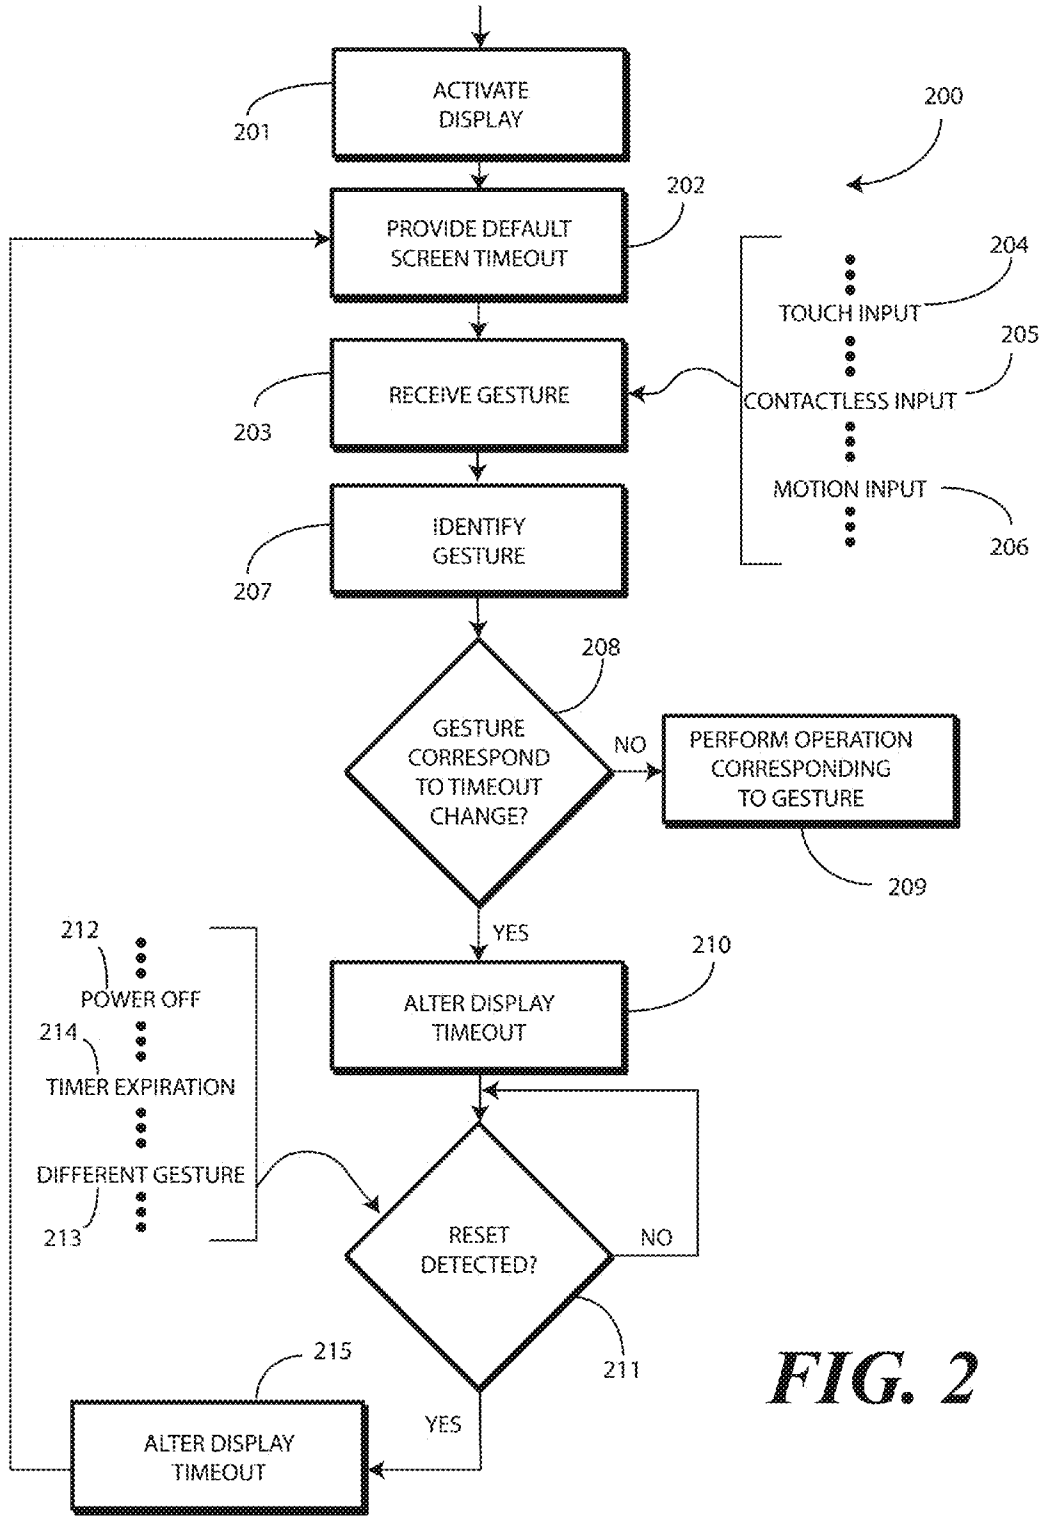 ACTIVATE
DISPLAY
201
200
PROVIDE DEFAULT
SCREEN TIMEOUT
202
204
TOUCH INPUT
205
CONTACTLESS INPUT
MOTION INPUT
206
RECEIVE GESTURE
203
IDENTIFY
GESTURE
207
208
GESTURE
CORRESPOND
TO TIMEOUT
CHANGE?
NO
PERFORM OPERATION
CORRESPONDING
TO GESTURE
209
YES
210
ALTER DISPLAY
TIMEOUT
212
POWER OFF
214
TIMER EXPIRATION
DIFFERENT GESTURE
213
RESET
DETECTED?
NO
211
YES
215
ALTER DISPLAY
TIMEOUT
FIG. 2